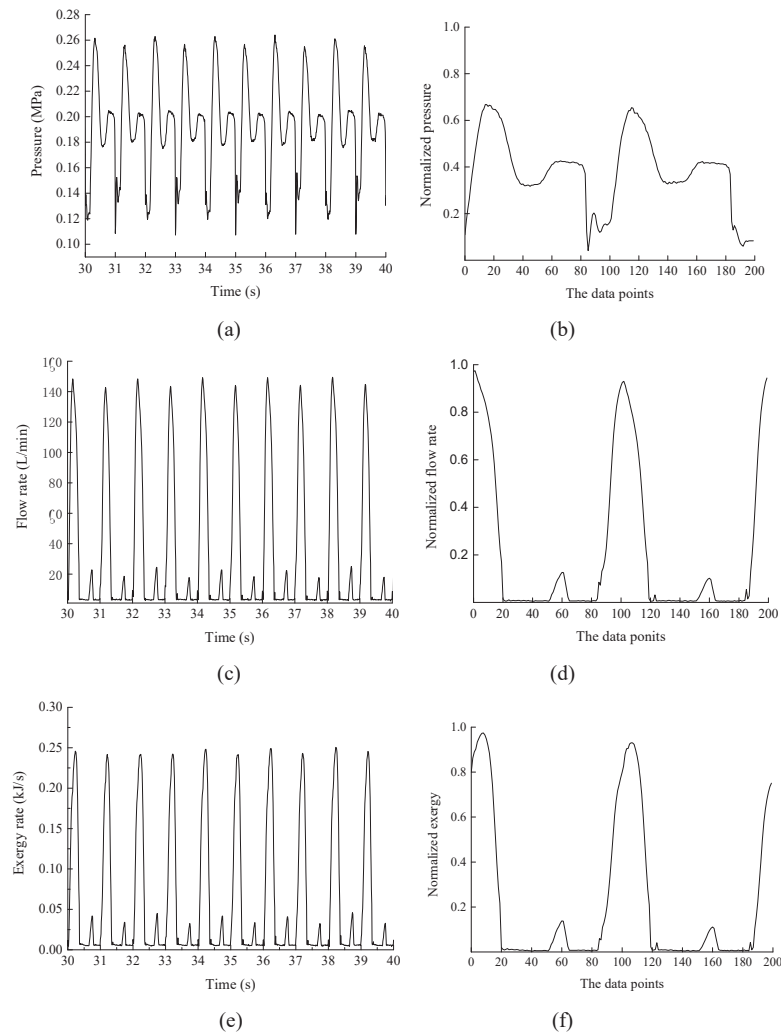 0.28
0.26
0.24
0.22
0.20
0.18
0.16
0.14
0.12
0.10
Pressure (MPa)
30 31 32 33 34 35 36 37 38 39 40
Time (s)
(a)
1.0
0.8
0.6
0.4
0.2
Normalized pressure
0 20 40 60 80 100 120 140 160 180 200
The data points
(b)
140
120
100
80
40
20
Flow rate (L/min)
30 31 32 33 34 35 36 37 38 39 40
Time (s)
(c)
1.0
0.8
0.6
0.4
0.2
Normalized flow rate
0 20 40 60 80 100 120 140 160 180 200
The data ponits
(d)
0.30
0.25
0.20
0.15
0.10
0.05
0.00
Exergy rate (kJ/s)
30 31 32 33 34 35 36 37 38 39 40
Time (s)
(e)
1.0
0.8
0.6
0.4
0.2
Normalized exergy
0 20 40 60 80 100 120 140 160 180 200
The data points
(f)